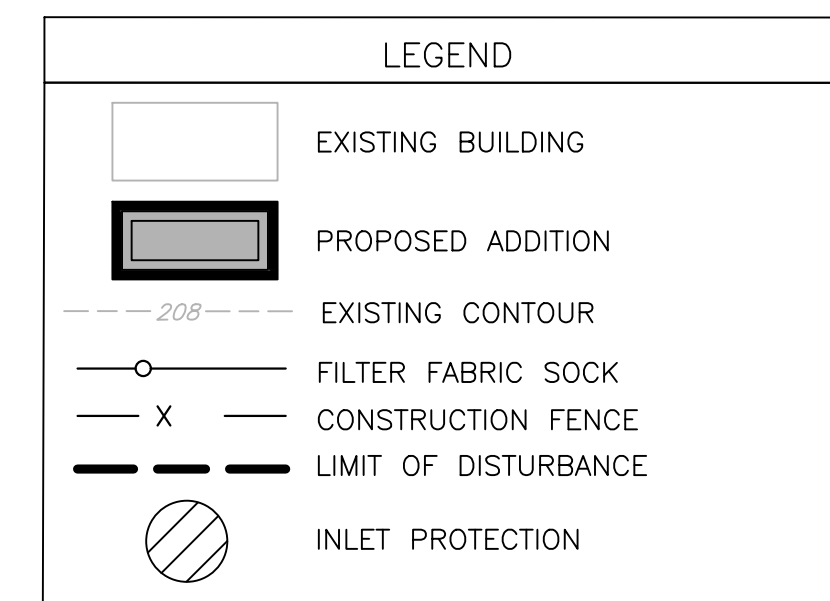 LEGEND
EXISTING BUILDING
PROPOSED ADDITION
208 EXISTING CONTOUR
FILTER FABRIC SOCK
X CONSTRUCTION FENCE
LIMIT OF DISTURBANCE
INLET PROTECTION